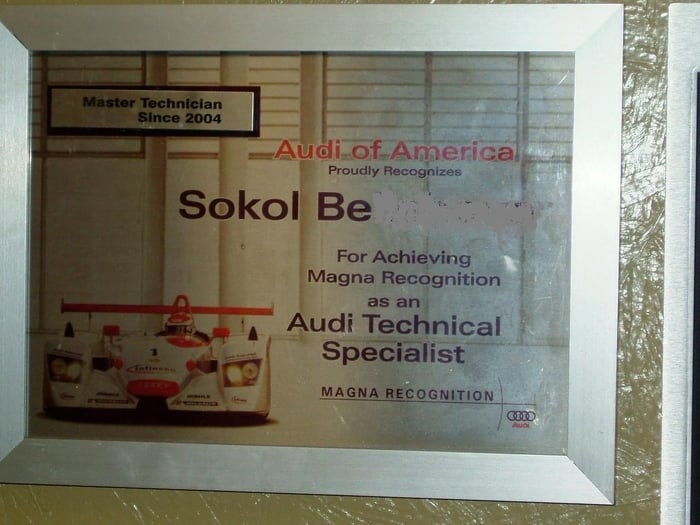 Master Technician
Since 2004
Audi of America
Proudly Recognizes
Sokol Be
For Achieving
Magna Recognition
as an
Audi Technical
Specialist
MAGNA RECOGNITION
Audi
infineon